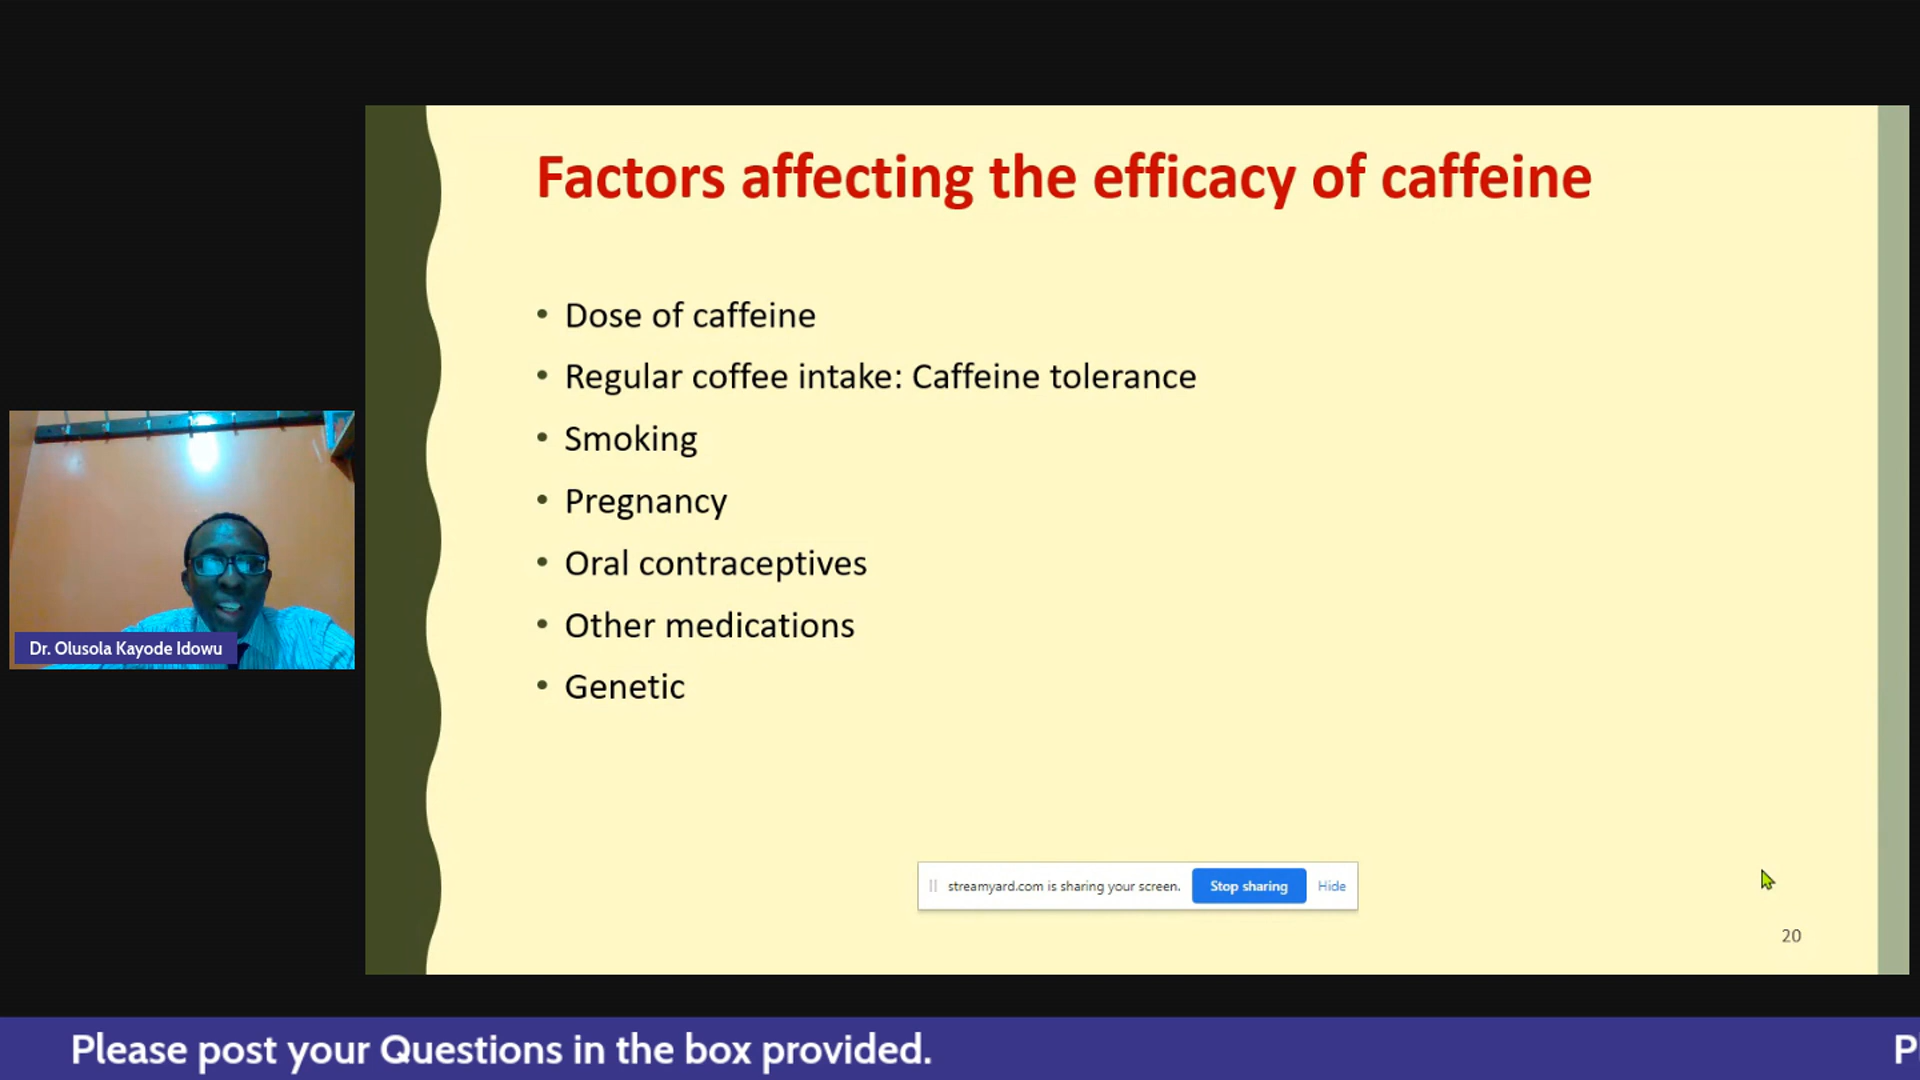 Factors affecting the efficacy of caffeine
• Dose of caffeine
• Regular coffee intake: Caffeine tolerance
• Smoking
• Pregnancy
• Oral contraceptives
• Other medications
• Genetic
Dr. Olusola Kayode Idowu
streamyard.com is sharing your screen. Stop sharing Hide
20
Please post your Questions in the box provided. P